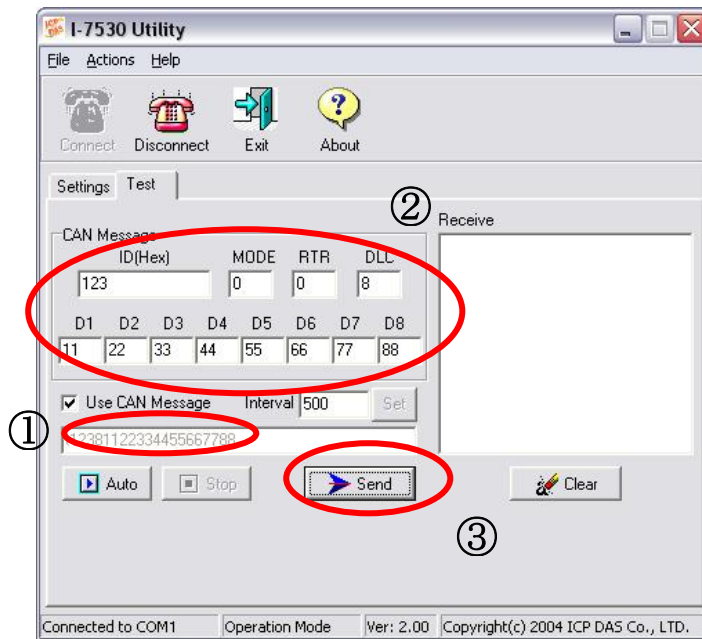 I-7530 Utility
File Actions Help
Connect Disconnect Exit About
Settings Test
②
Receive
CAN Message
ID(Hex) MODE RTR DLC
123 0 0 8
D1 D2 D3 D4 D5 D6 D7 D8
11 22 33 44 55 66 77 88
Use CAN Message Interval 500 Set
①
12381122334455667788
Auto Stop Send Clear
③
Connected to COM1 Operation Mode Ver: 2.00 Copyright(c) 2004 ICP DAS Co., LTD.